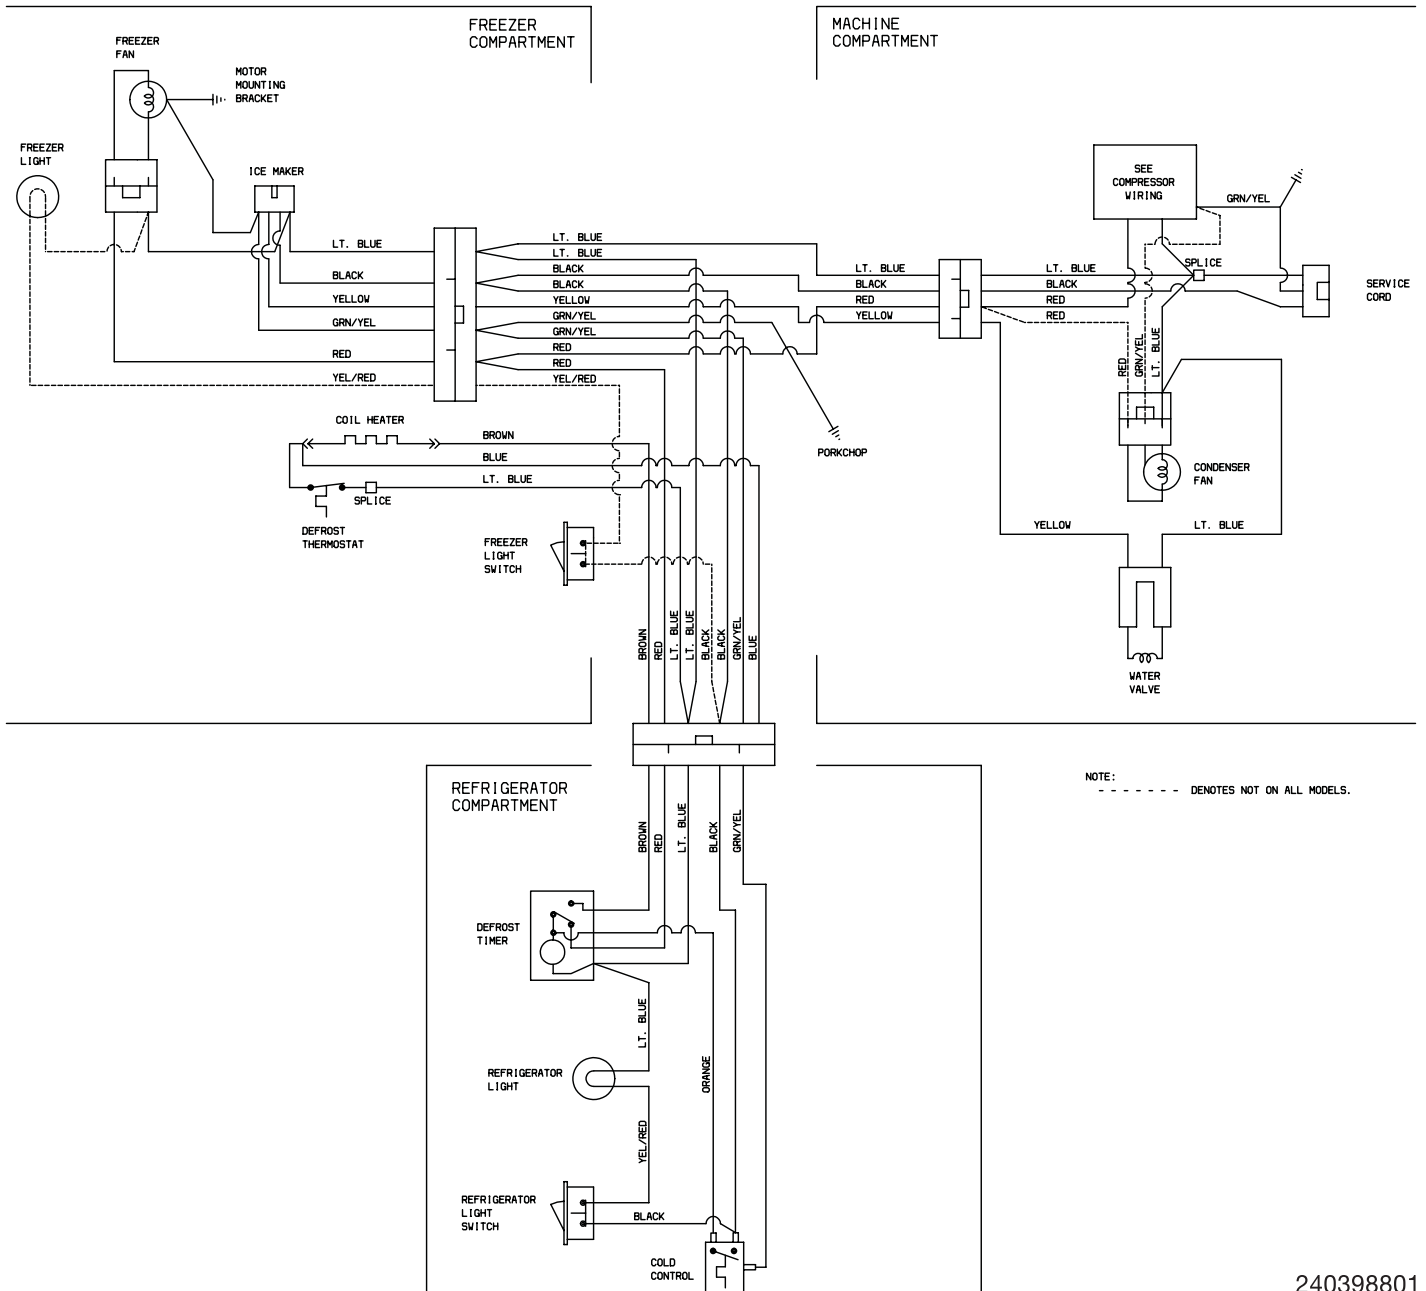 FREEZER
COMPARTMENT
MACHINE
COMPARTMENT
FREEZER
FAN
MOTOR
MOUNTING
BRACKET
FREEZER
LIGHT
ICE MAKER
SEE
COMPRESSOR
WIRING
GRN/YEL
LT. BLUE
BLACK
YELLOW
GRN/YEL
RED
YEL/RED
LT. BLUE
LT. BLUE
BLACK
BLACK
YELLOW
GRN/YEL
GRN/YEL
RED
RED
YEL/RED
LT. BLUE
BLACK
RED
YELLOW
LT. BLUE
BLACK
RED
RED
SPLICE
SERVICE
CORD
RED
GRN/YEL
LT. BLUE
COIL HEATER
BROWN
BLUE
LT. BLUE
SPLICE
DEFROST
THERMOSTAT
PORKCHOP
CONDENSER
FAN
FREEZER
LIGHT
SWITCH
YELLOW
LT. BLUE
BROWN
RED
LT. BLUE
LT. BLUE
BLACK
BLACK
GRN/YEL
BLUE
WATER
VALVE
REFRIGERATOR
COMPARTMENT
NOTE:
- - - - - - - DENOTES NOT ON ALL MODELS.
BROWN
RED
LT. BLUE
BLACK
GRN/YEL
DEFROST
TIMER
LT. BLUE
REFRIGERATOR
LIGHT
ORANGE
YEL/RED
REFRIGERATOR
LIGHT
SWITCH
BLACK
COLD
CONTROL
240398801